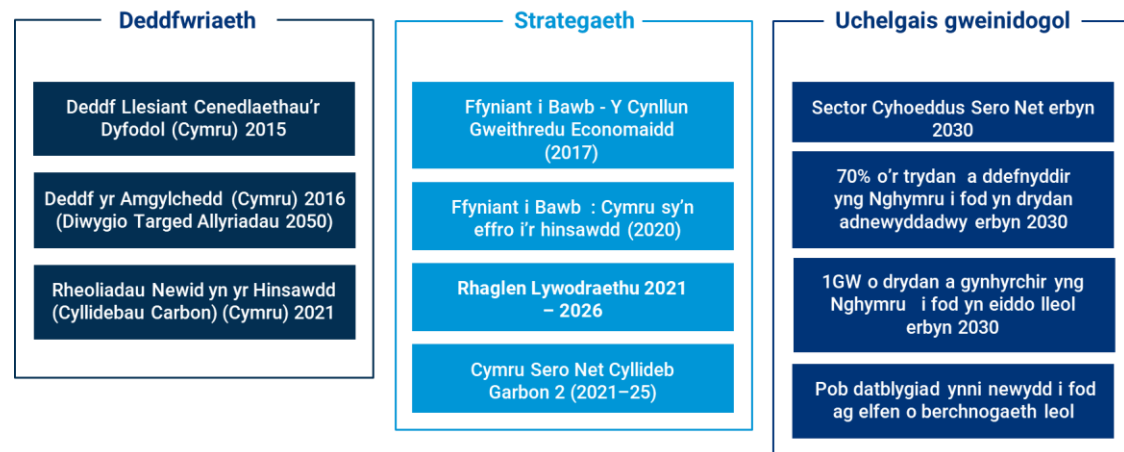 Deddfwriaeth
Deddf Llesiant Cenedlaethau'r
Dyfodol (Cymru) 2015
Deddf yr Amgylchedd (Cymru) 2016
(Diwygio Targed Allyriadau 2050)
Rheoliadau Newid yn yr Hinsawdd
(Cyllidebau Carbon) (Cymru) 2021
Strategaeth
Ffyniant i Bawb - Y Cynllun
Gweithredu Economaidd
(2017)
Ffyniant i Bawb : Cymru sy'n
effro i'r hinsawdd (2020)
Rhaglen Lywodraethu 2021
– 2026
Cymru Sero Net Cyllideb
Garbon 2 (2021–25)
Uchelgais gweinidogol
Sector Cyhoeddus Sero Net erbyn
2030
70% o'r trydan a ddefnyddir
yng Nghymru i fod yn drydan
adnewyddadwy erbyn 2030
1GW o drydan a gynhyrchir yng
Nghymru i fod yn eiddo lleol
erbyn 2030
Pob datblygiad ynni newydd i fod
ag elfen o berchnogaeth leol